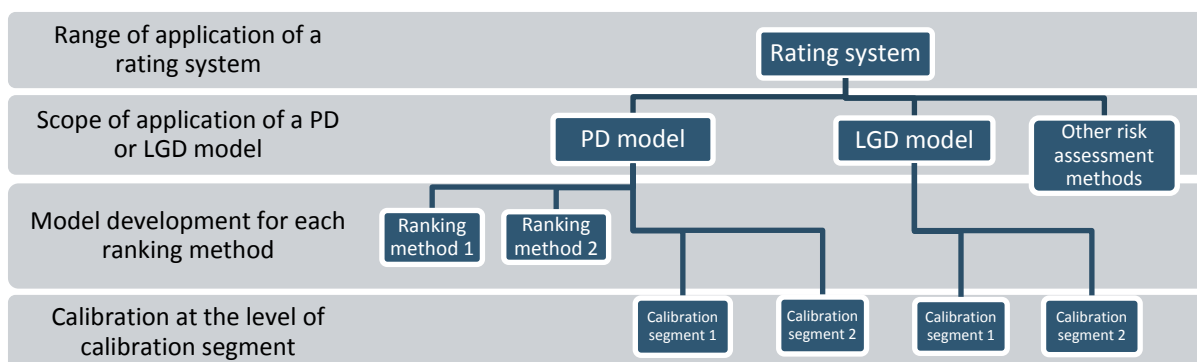 Range of application of a
rating system
Rating system
Scope of application of a PD
or LGD model
PD model
LGD model
Other risk
assessment
methods
Model development for each
ranking method
Ranking
method 1
Ranking
method 2
Calibration at the level of
calibration segment
Calibration
segment 1
Calibration
segment 2
Calibration
segment 1
Calibration
segment 2